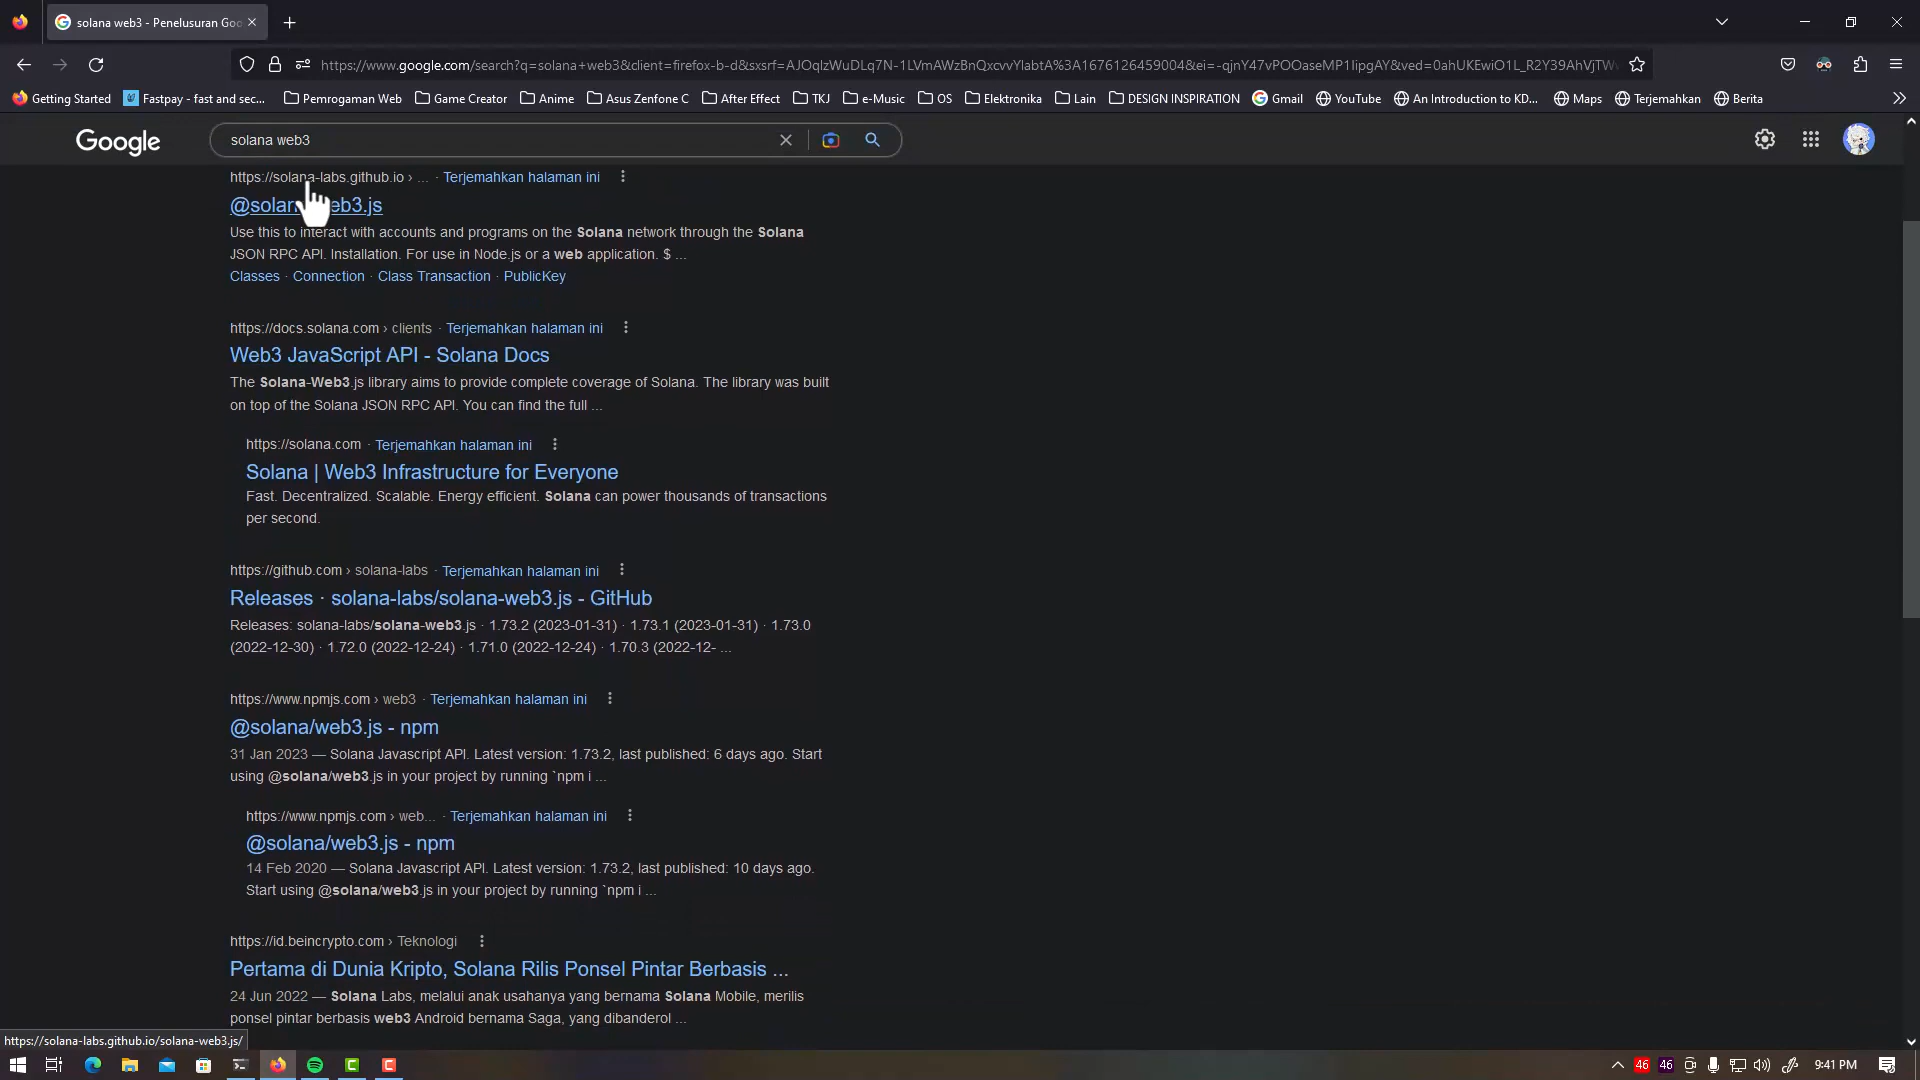 solana web3 - Penelusuran Goo
https://www.google.com/search?q=solana+web3&client=firefox-b-d&sxsrf=AJOqlzWuDLq7N-1LVmAWzBnQxcvvYlabtA%3A1676126459004&ei=-qjnY47vPOOaseMP1IipgAY&ved=0ahUKEwiO1L_R2Y39AhVjTW
Getting Started
Fastpay - fast and sec...
Pemrogaman Web
Game Creator
Anime
Asus Zenfone C
After Effect
TKJ
e-Music
OS
Elektronika
Lain
DESIGN INSPIRATION
Gmail
YouTube
An Introduction to KD...
Maps
Terjemahkan
Berita
Google
solana web3
https://solana-labs.github.io › ... · Terjemahkan halaman ini
@solan eb3.js
Use this to interact with accounts and programs on the Solana network through the Solana
JSON RPC API. Installation. For use in Node.js or a web application. $ ...
Classes · Connection · Class Transaction · PublicKey
https://docs.solana.com › clients · Terjemahkan halaman ini
Web3 JavaScript API - Solana Docs
The Solana-Web3.js library aims to provide complete coverage of Solana. The library was built
on top of the Solana JSON RPC API. You can find the full ...
https://solana.com · Terjemahkan halaman ini
Solana | Web3 Infrastructure for Everyone
Fast. Decentralized. Scalable. Energy efficient. Solana can power thousands of transactions
per second.
https://github.com › solana-labs · Terjemahkan halaman ini
Releases · solana-labs/solana-web3.js - GitHub
Releases: solana-labs/solana-web3.js · 1.73.2 (2023-01-31) · 1.73.1 (2023-01-31) · 1.73.0
(2022-12-30) · 1.72.0 (2022-12-24) · 1.71.0 (2022-12-24) · 1.70.3 (2022-12- ...
https://www.npmjs.com › web3 · Terjemahkan halaman ini
@solana/web3.js - npm
31 Jan 2023 — Solana Javascript API. Latest version: 1.73.2, last published: 6 days ago. Start
using @solana/web3.js in your project by running `npm i ...
https://www.npmjs.com › web... · Terjemahkan halaman ini
@solana/web3.js - npm
14 Feb 2020 — Solana Javascript API. Latest version: 1.73.2, last published: 10 days ago.
Start using @solana/web3.js in your project by running `npm i ...
https://id.beincrypto.com › Teknologi
Pertama di Dunia Kripto, Solana Rilis Ponsel Pintar Berbasis ...
24 Jun 2022 — Solana Labs, melalui anak usahanya yang bernama Solana Mobile, merilis
ponsel pintar berbasis web3 Android bernama Saga, yang dibanderol ...
https://solana-labs.github.io/solana-web3.js/
46
46
9:41 PM